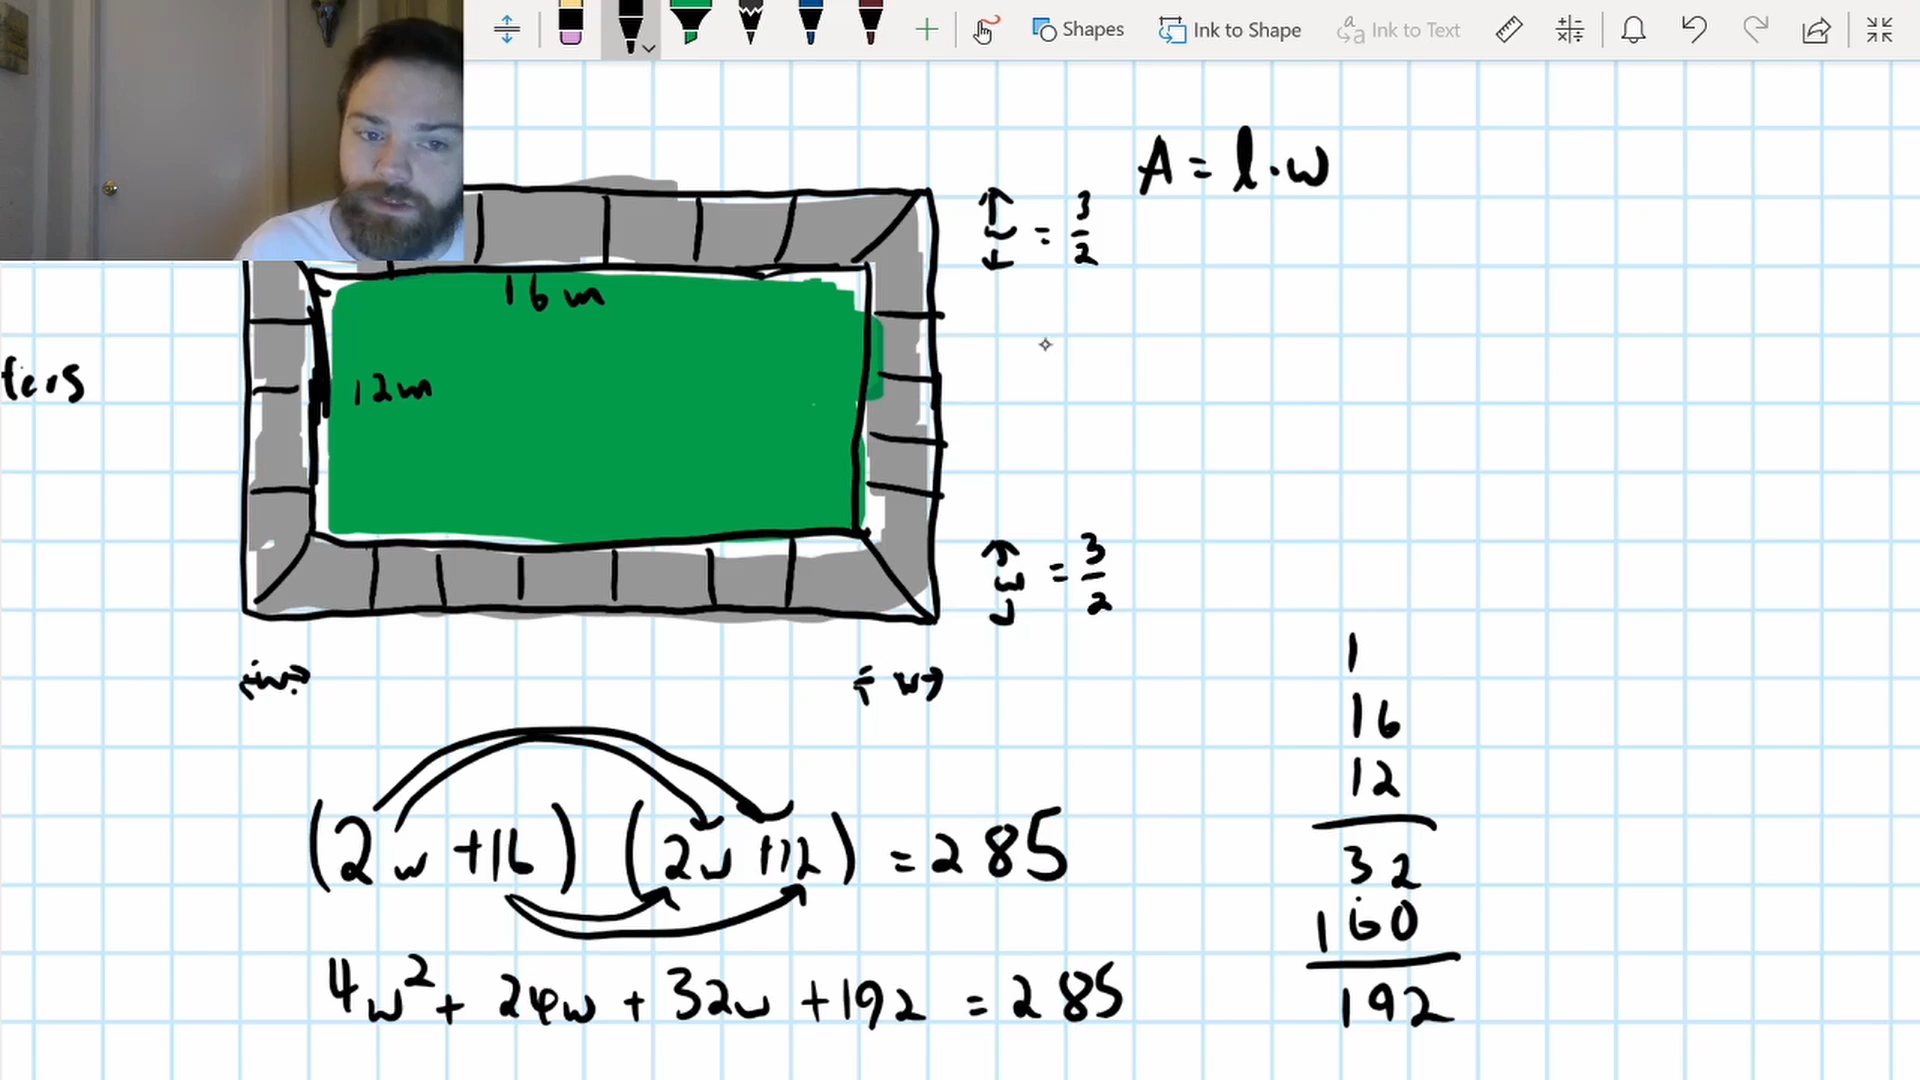 Shapes
Ink to Shape
Ink to Text
A = l·w
w = 3/2
16 m
12m
w = 3/2
w
w
(2w +16) (2w +12) = 285
4w² + 24w + 32w + 192 = 285
1
16
12
32
160
192